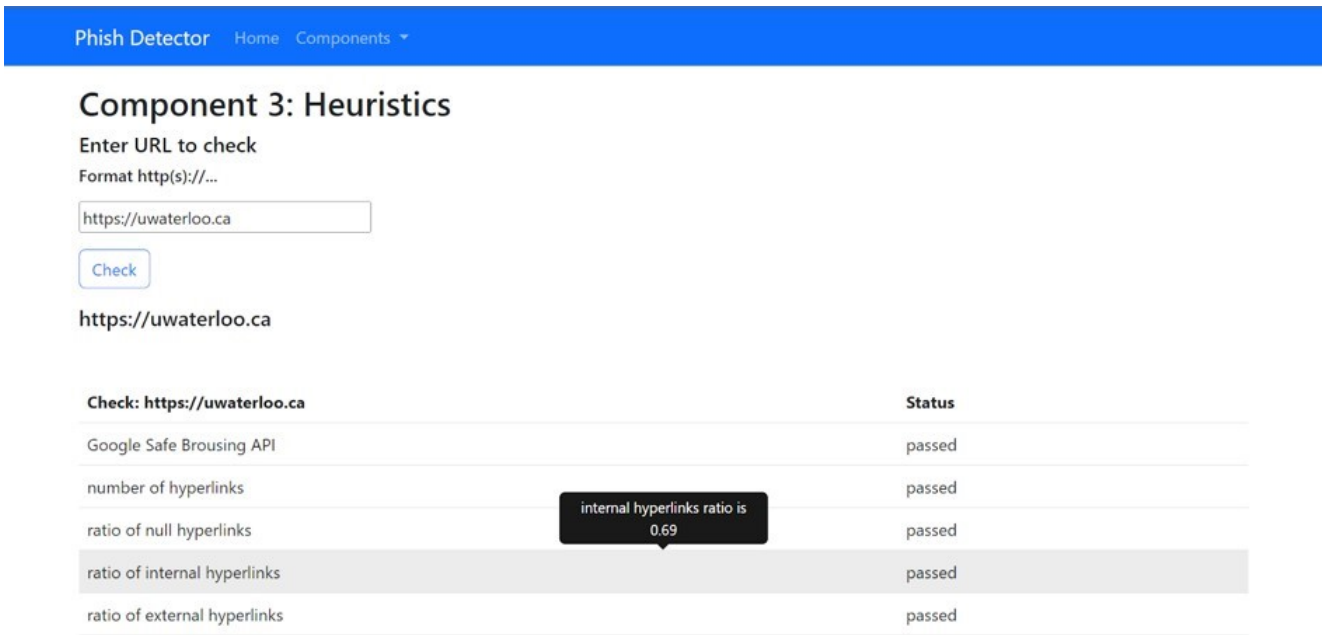 Phish Detector Home Components
Component 3: Heuristics
Enter URL to check
Format http(s)://...
https://uwaterloo.ca
Check
https://uwaterloo.ca
Check: https://uwaterloo.ca Status
Google Safe Brousing API passed
number of hyperlinks passed
internal hyperlinks ratio is
0.69
ratio of null hyperlinks passed
ratio of internal hyperlinks passed
ratio of external hyperlinks passed